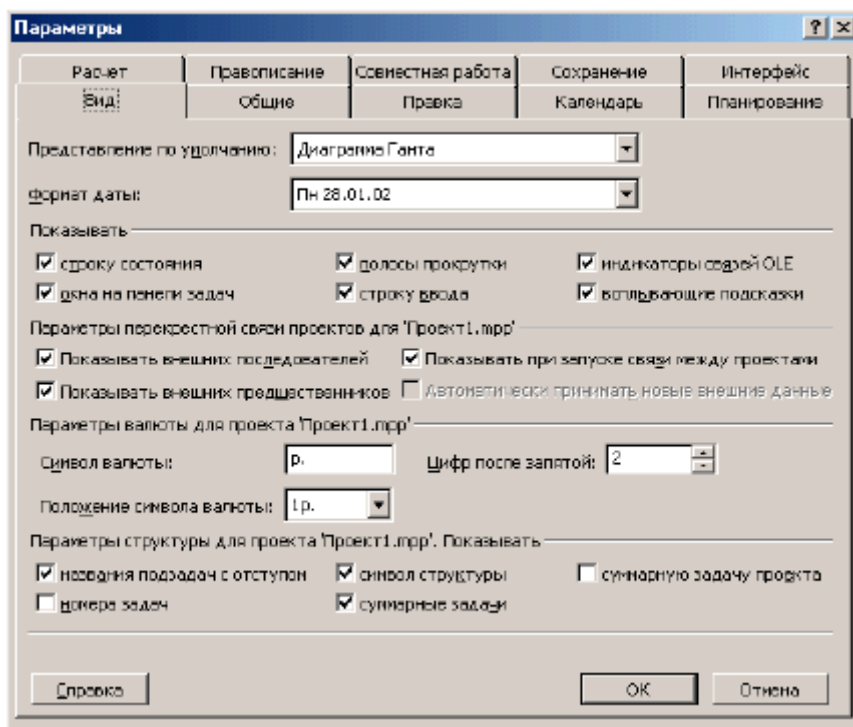 Параметры
Расчет Правописание Совместная работа Сохранение Интерфейс
Вид Общие Правка Календарь Планирование
Представление по умолчанию: Диаграмма Ганта
Формат даты: Пн 28.01.02
Показывать
строку состояния полосы прокрутки индикаторы связей OLE
окна на панели задач строку ввода всплывающие подсказки
Параметры перекрестной связи проектов для 'Проект1.mpp'
Показывать внешних последователей Показывать при запуске связи между проектами
Показывать внешних предшественников Автоматически принимать новые внешние данные
Параметры валюты для проекта 'Проект1.mpp'
Символ валюты: р. Цифр после запятой: 2
Положение символа валюты: 1р.
Параметры структуры для проекта 'Проект1.mpp'. Показывать
названия подзадач с отступом символ структуры суммарную задачу проекта
номера задач суммарные задачи
Справка ОК Отмена